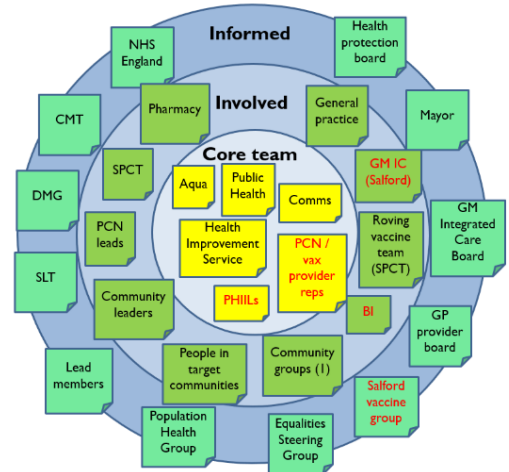 Informed
NHS
England
Health
protection
board
CMT
Mayor
Involved
Pharmacy
General
practice
Core team
SPCT
GM IC
(Salford)
Aqua
Public
Health
Comms
DMG
GM
Integrated
Care
Board
PCN
leads
Health
Improvement
Service
PCN /
vax
provider
reps
Roving
vaccine
team
(SPCT)
SLT
Community
leaders
PHIILs
BI
GP
provider
board
Lead
members
People in
target
communities
Community
groups (1)
Salford
vaccine
group
Population
Health
Group
Equalities
Steering
Group